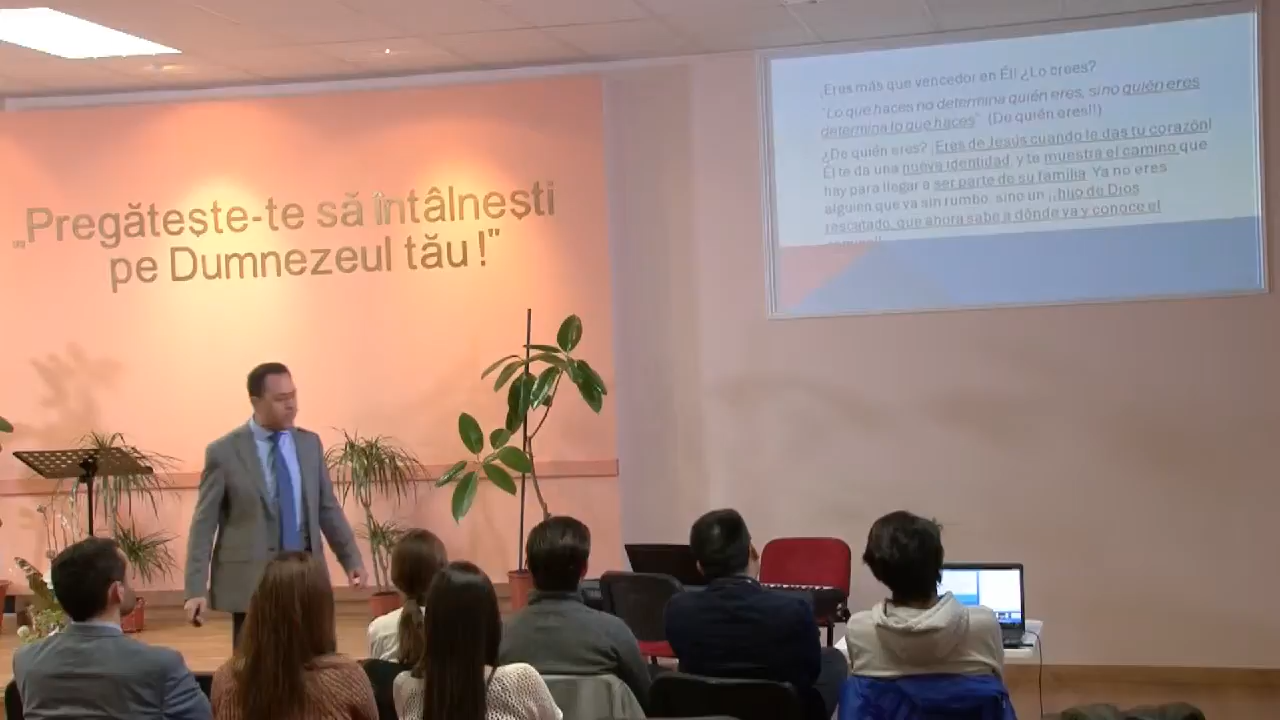 „Pregătește-te să întâlnești
pe Dumnezeul tău !”
¡Eres más que vencedor en Él! ¿Lo crees?
“Lo que haces no determina quién eres, sino quién eres
determina lo que haces” (De quién eres!!)
¿De quién eres? ¡Eres de Jesús cuando le das tu corazón!
Él te da una nueva identidad, y te muestra el camino que
hay para llegar a ser parte de su familia. Ya no eres
alguien que va sin rumbo, sino un ¡¡hijo de Dios
rescatado, que ahora sabe a dónde va y conoce el